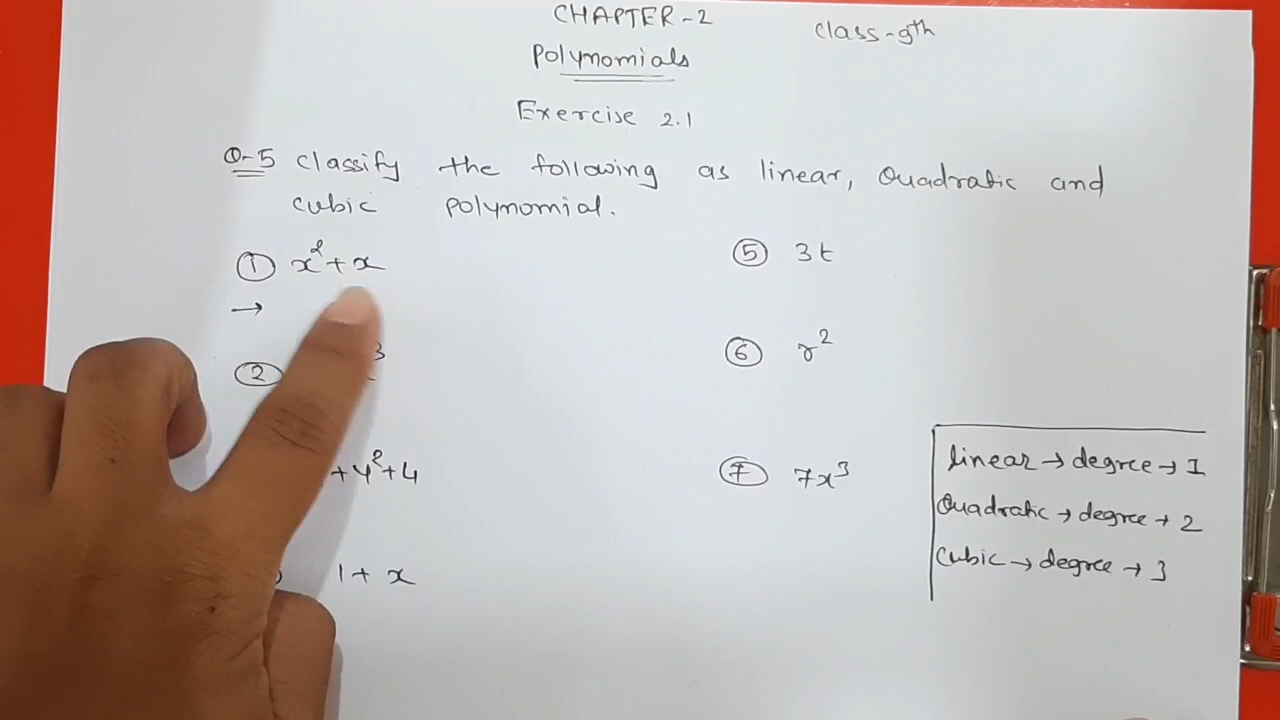 CHAPTER-2
class-9th
Polynomials
Exercise 2.1
Q-5 classify the following as linear, Quadratic and
cubic polynomial.
① x²+x
→
②
+y²+4
1+x
⑤ 3t
⑥ r²
⑦ 7x³
linear → degree → 1
Quadratic → degree → 2
cubic → degree → 3